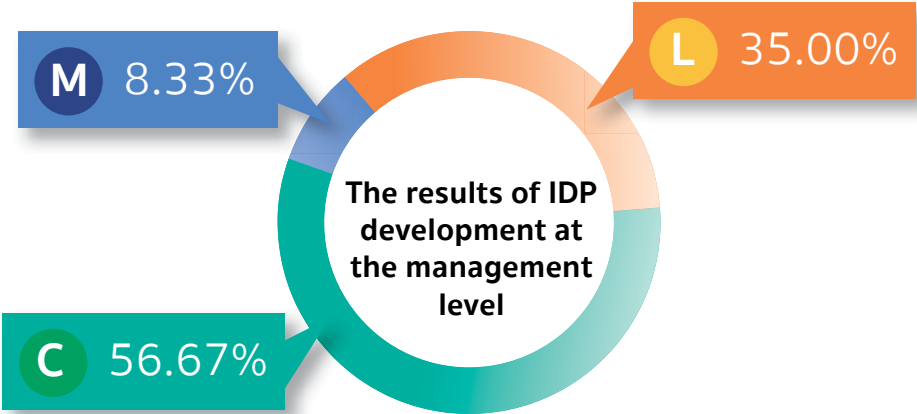 M 8.33%
L 35.00%
The results of IDP
development at
the management
level
C 56.67%